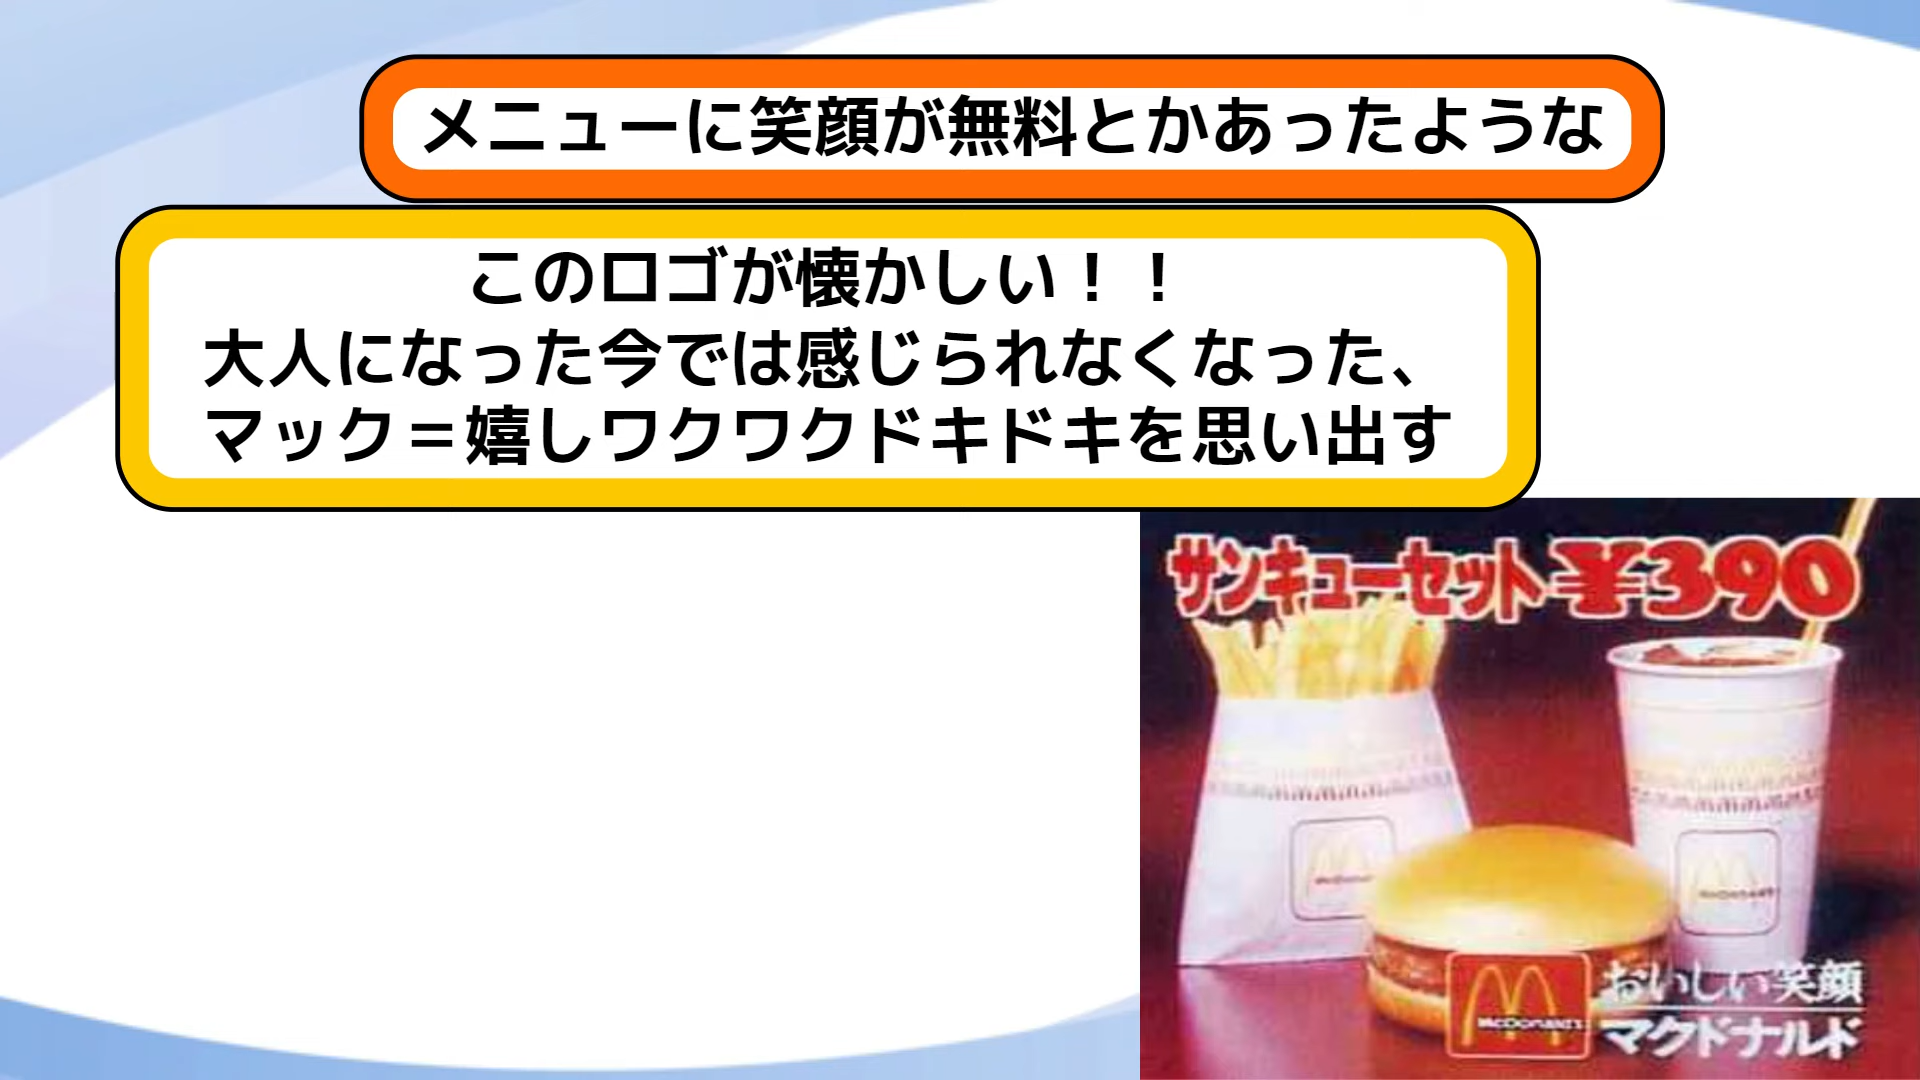 メニューに笑顔が無料とかあったような
このロゴが懐かしい！！
大人になった今では感じられなくなった、
マック＝嬉しワクワクドキドキを思い出す
サンキューセット ¥390
McDonald's
おいしい笑顔
マクドナルド